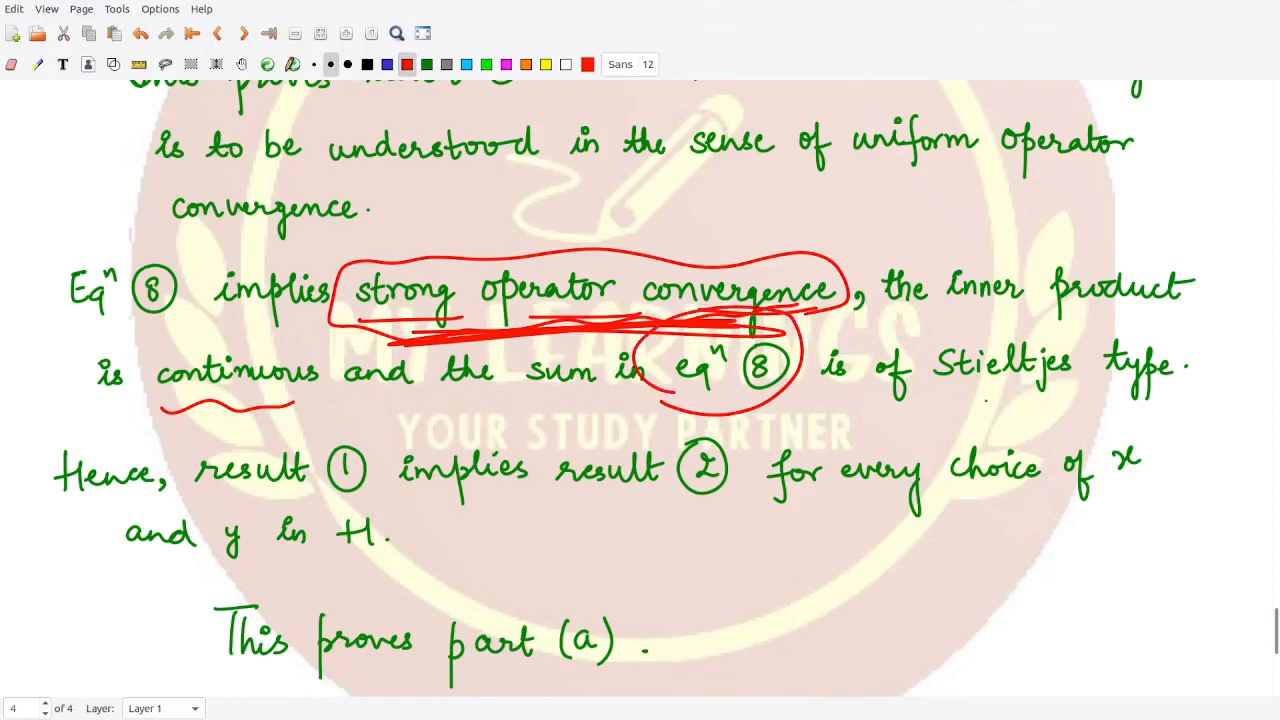 Edit View Page Tools Options Help
Sans 12
is to be understood in the sense of uniform operator
convergence.
Eqⁿ ⑧ implies strong operator convergence, the inner product
is continuous and the sum in eqⁿ ⑧ is of Stieltjes type.
YOUR STUDY PARTNER
Hence, result ① implies result ② for every choice of x
and y in H.
This proves part (a).
4 of 4 Layer: Layer 1